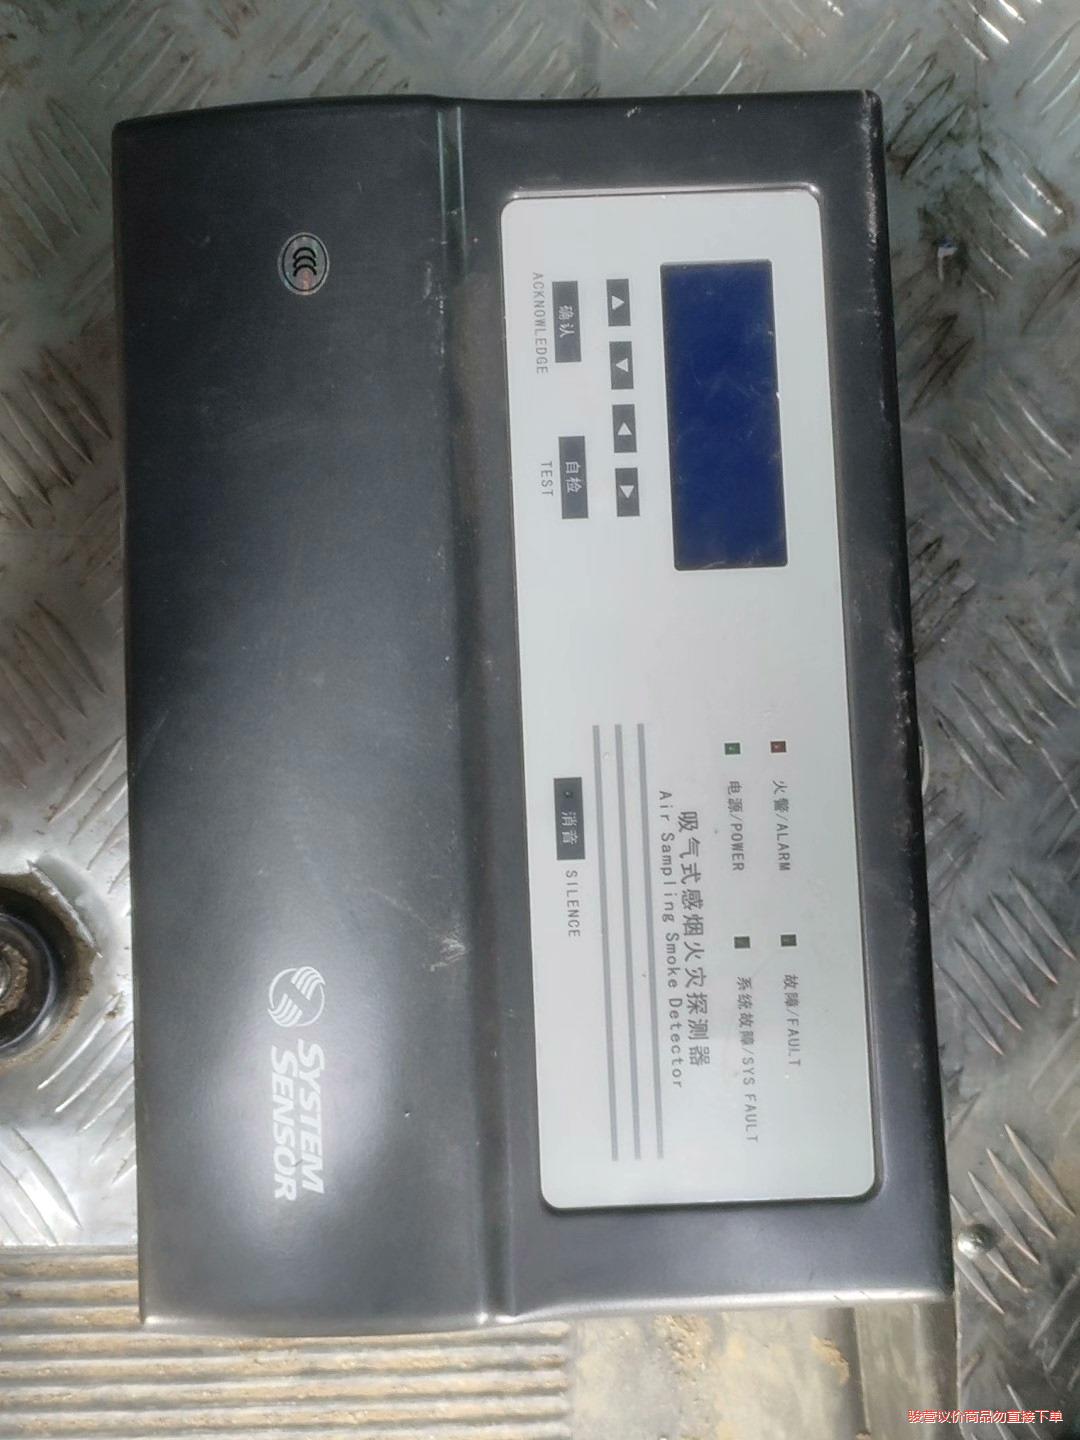 火警/ALARM
故障/FAULT
电源/POWER
系统故障/SYS FAULT
吸气式感烟火灾探测器
Air Sampling Smoke Detector
确认
ACKNOWLEDGE
自检
TEST
消音
SILENCE
CCC
SYSTEM
SENSOR
骏营议价商品勿直接下单